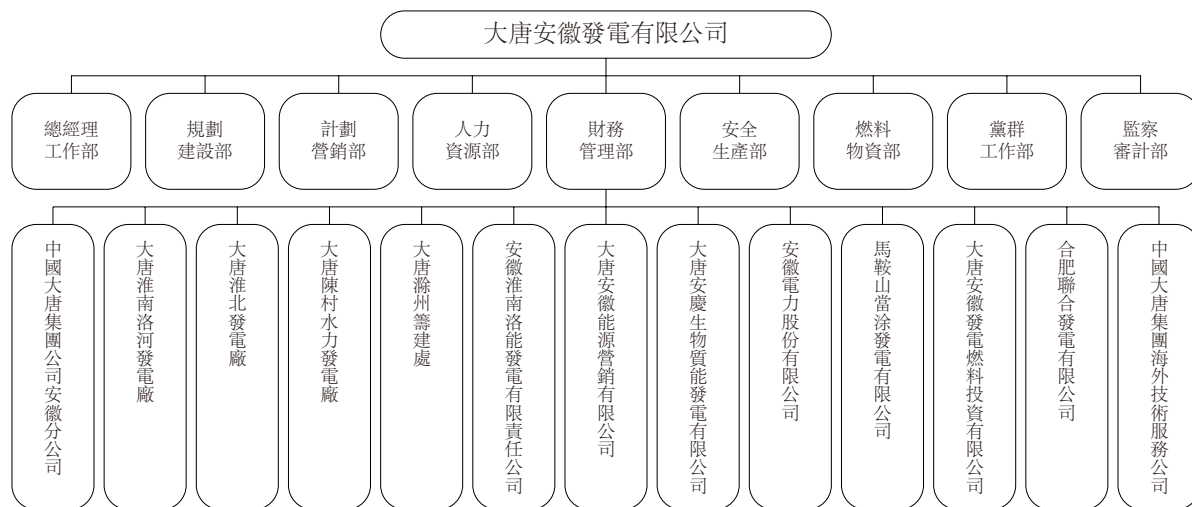 大唐安徽發電有限公司
總經理
工作部
規劃
建設部
計劃
營銷部
人力
資源部
財務
管理部
安全
生產部
燃料
物資部
黨群
工作部
監察
審計部
中國大唐集團公司安徽分公司
大唐淮南洛河發電廠
大唐淮北發電廠
大唐陳村水力發電廠
大唐滁州籌建處
安徽淮南洛能發電有限責任公司
大唐安徽能源營銷有限公司
大唐安慶生物質能發電有限公司
安徽電力股份有限公司
馬鞍山當涂發電有限公司
大唐安徽發電燃料投資有限公司
合肥聯合發電有限公司
中國大唐集團海外技術服務公司